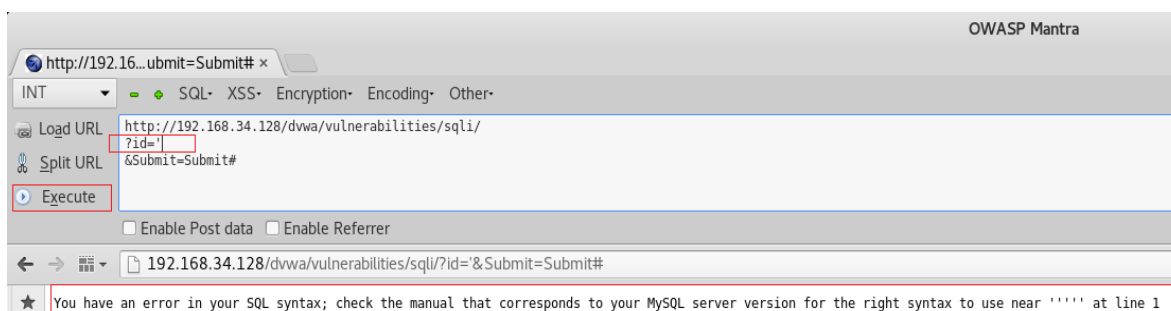 OWASP Mantra
http://192.16...ubmit=Submit# ×
INT SQL- XSS- Encryption- Encoding- Other-
Load URL http://192.168.34.128/dvwa/vulnerabilities/sqli/
?id='
Split URL &Submit=Submit#
Execute
Enable Post data Enable Referrer
192.168.34.128/dvwa/vulnerabilities/sqli/?id='&Submit=Submit#
You have an error in your SQL syntax; check the manual that corresponds to your MySQL server version for the right syntax to use near ''''' at line 1